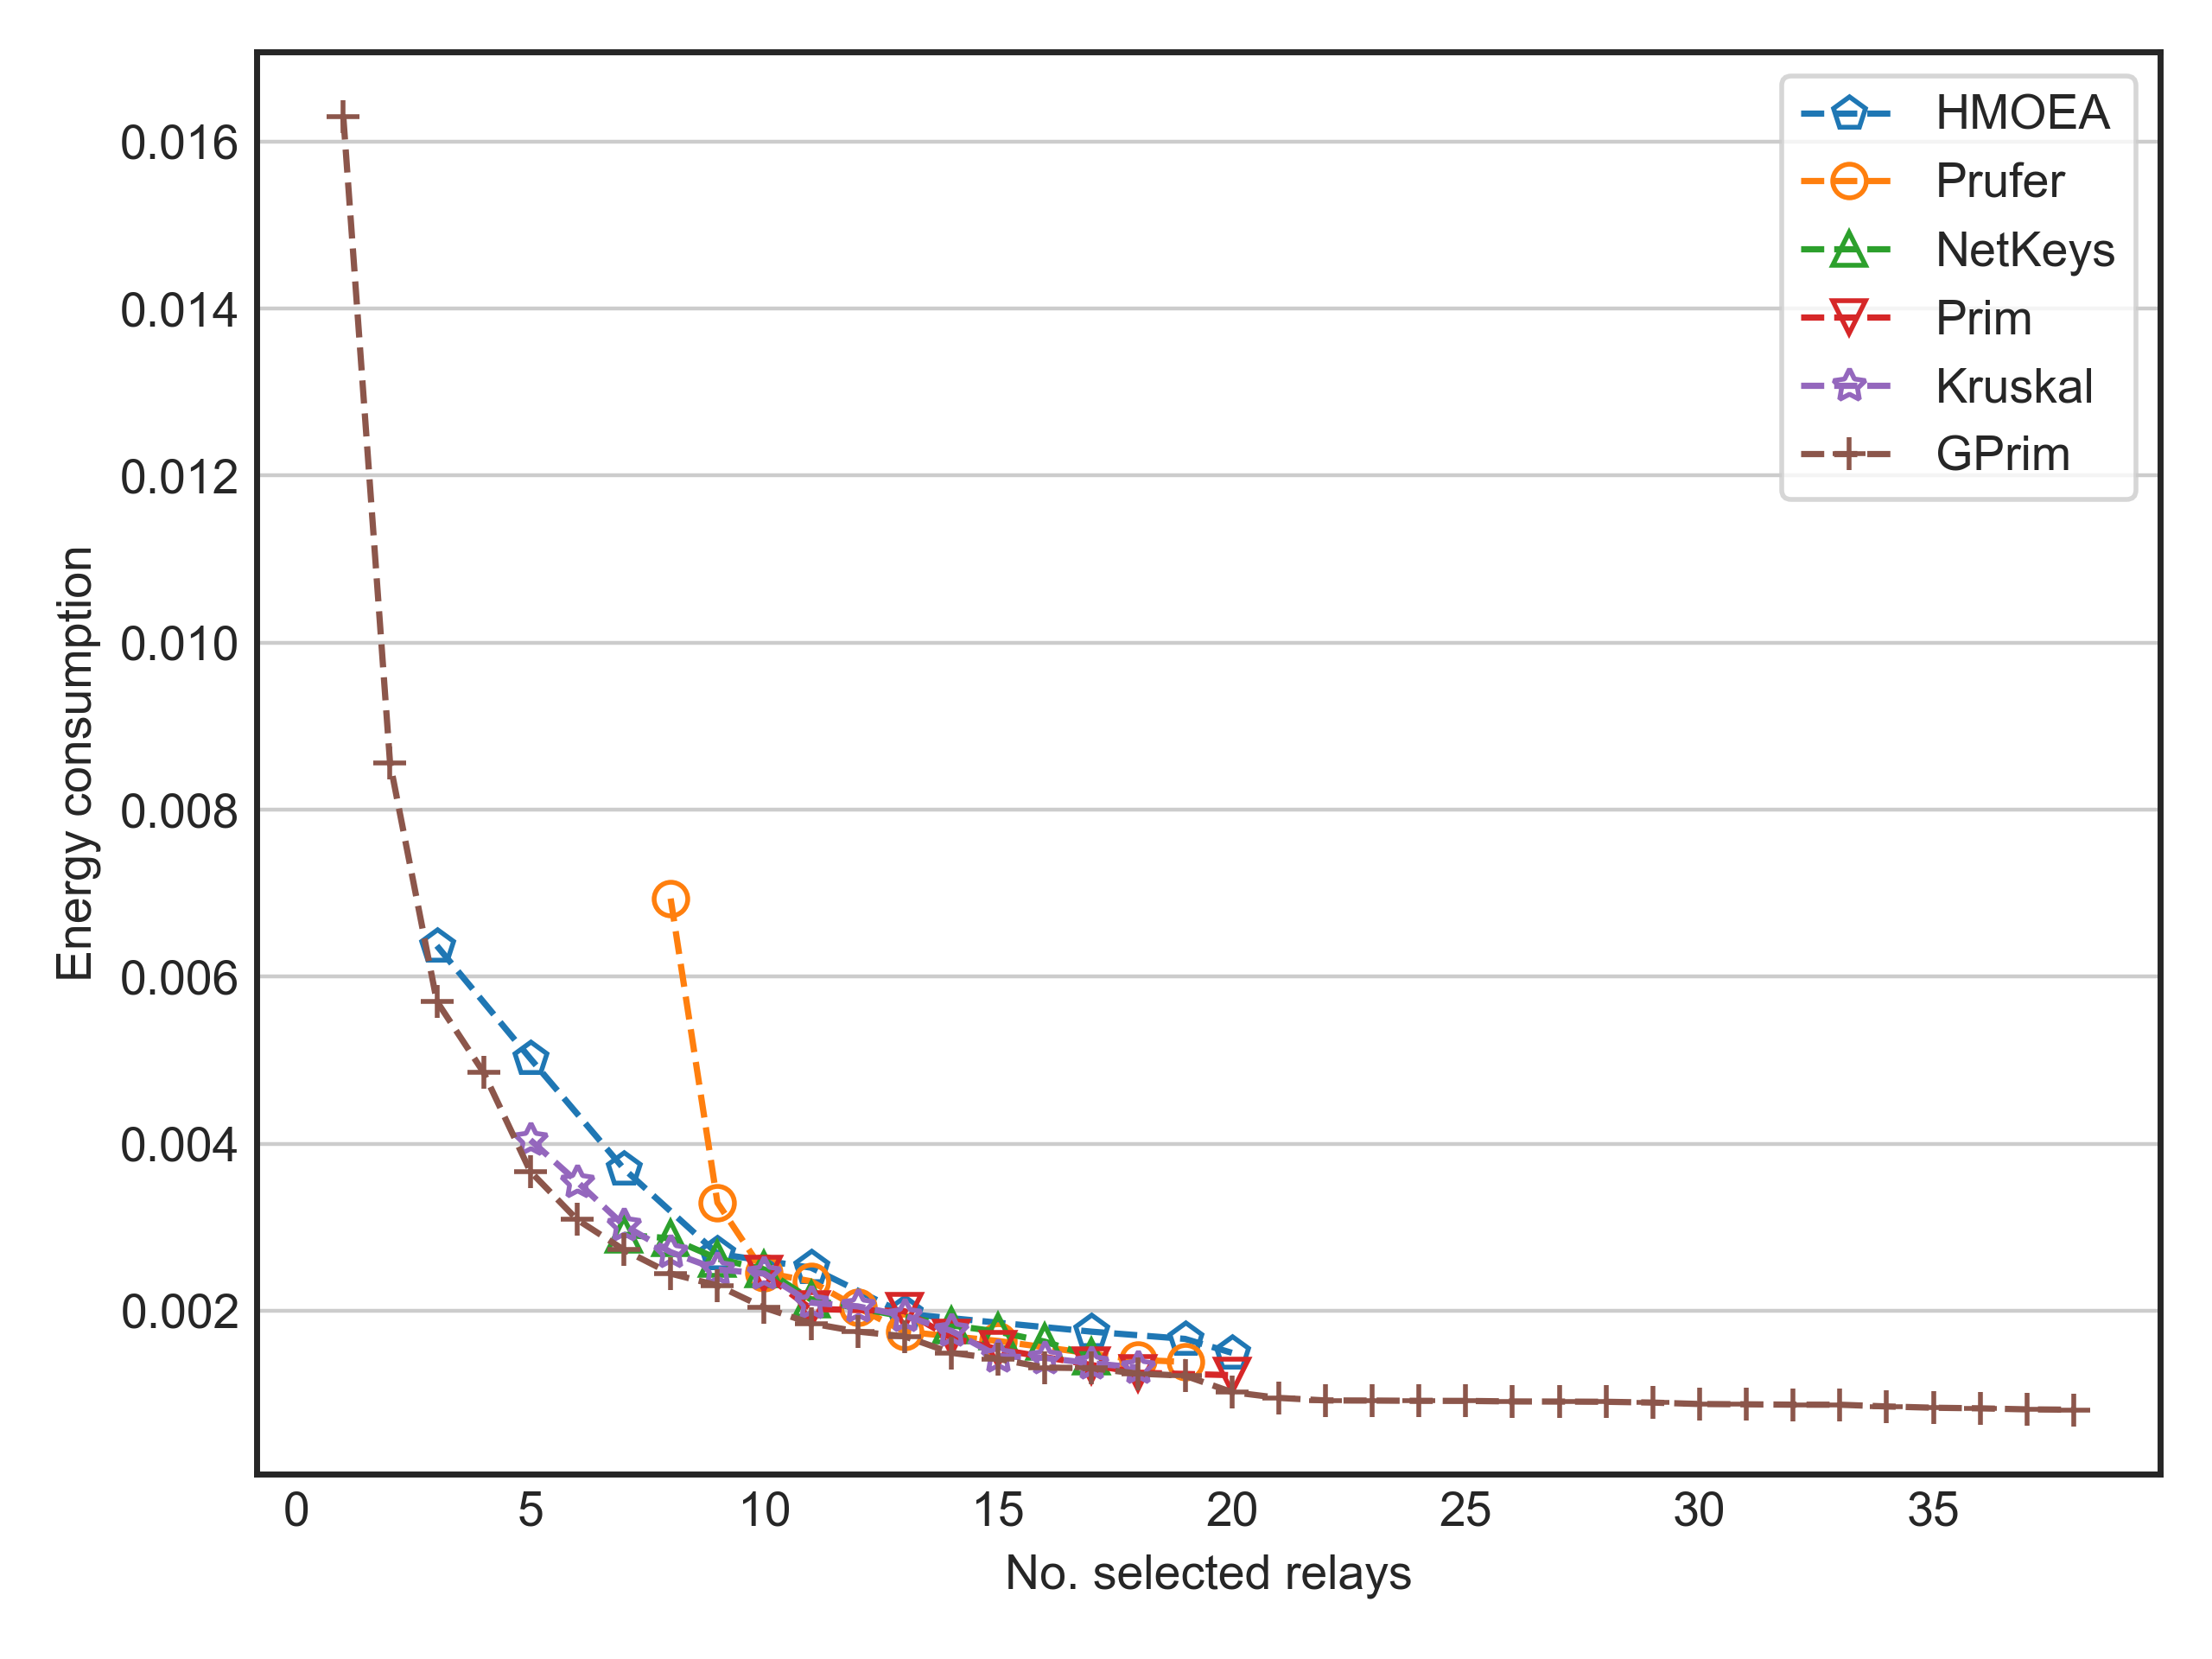 HMOEA
Prufer
NetKeys
Prim
Kruskal
GPrim
Energy consumption
0.016
0.014
0.012
0.010
0.008
0.006
0.004
0.002
0 5 10 15 20 25 30 35
No. selected relays